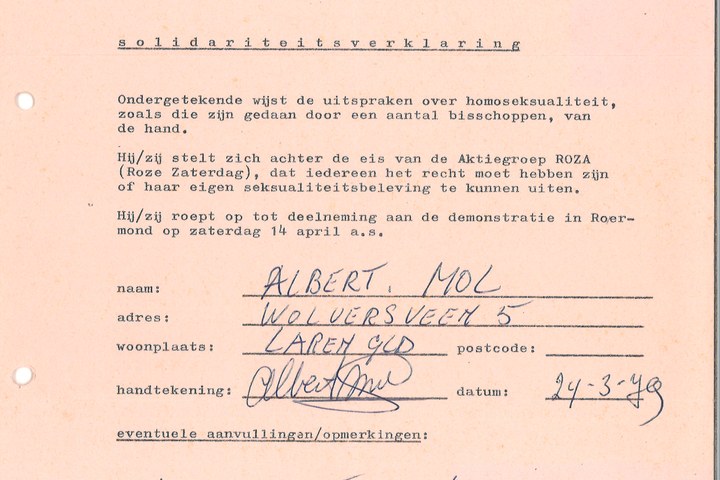 solidariteitsverklaring
Ondergetekende wijst de uitspraken over homoseksualiteit,
zoals die zijn gedaan door een aantal bisschoppen, van
de hand.
Hij/zij stelt zich achter de eis van de Aktiegroep ROZA
(Roze Zaterdag), dat iedereen het recht moet hebben zijn
of haar eigen seksualiteitsbeleving te kunnen uiten.
Hij/zij roept op tot deelneming aan de demonstratie in Roer-
mond op zaterdag 14 april a.s.
naam: ALBERT. MOL
adres: WOLVERSVEEN 5
woonplaats: LAREN GLD postcode:
handtekening: Albert Mol datum: 24-3-79
eventuele aanvullingan/opmerkingen: